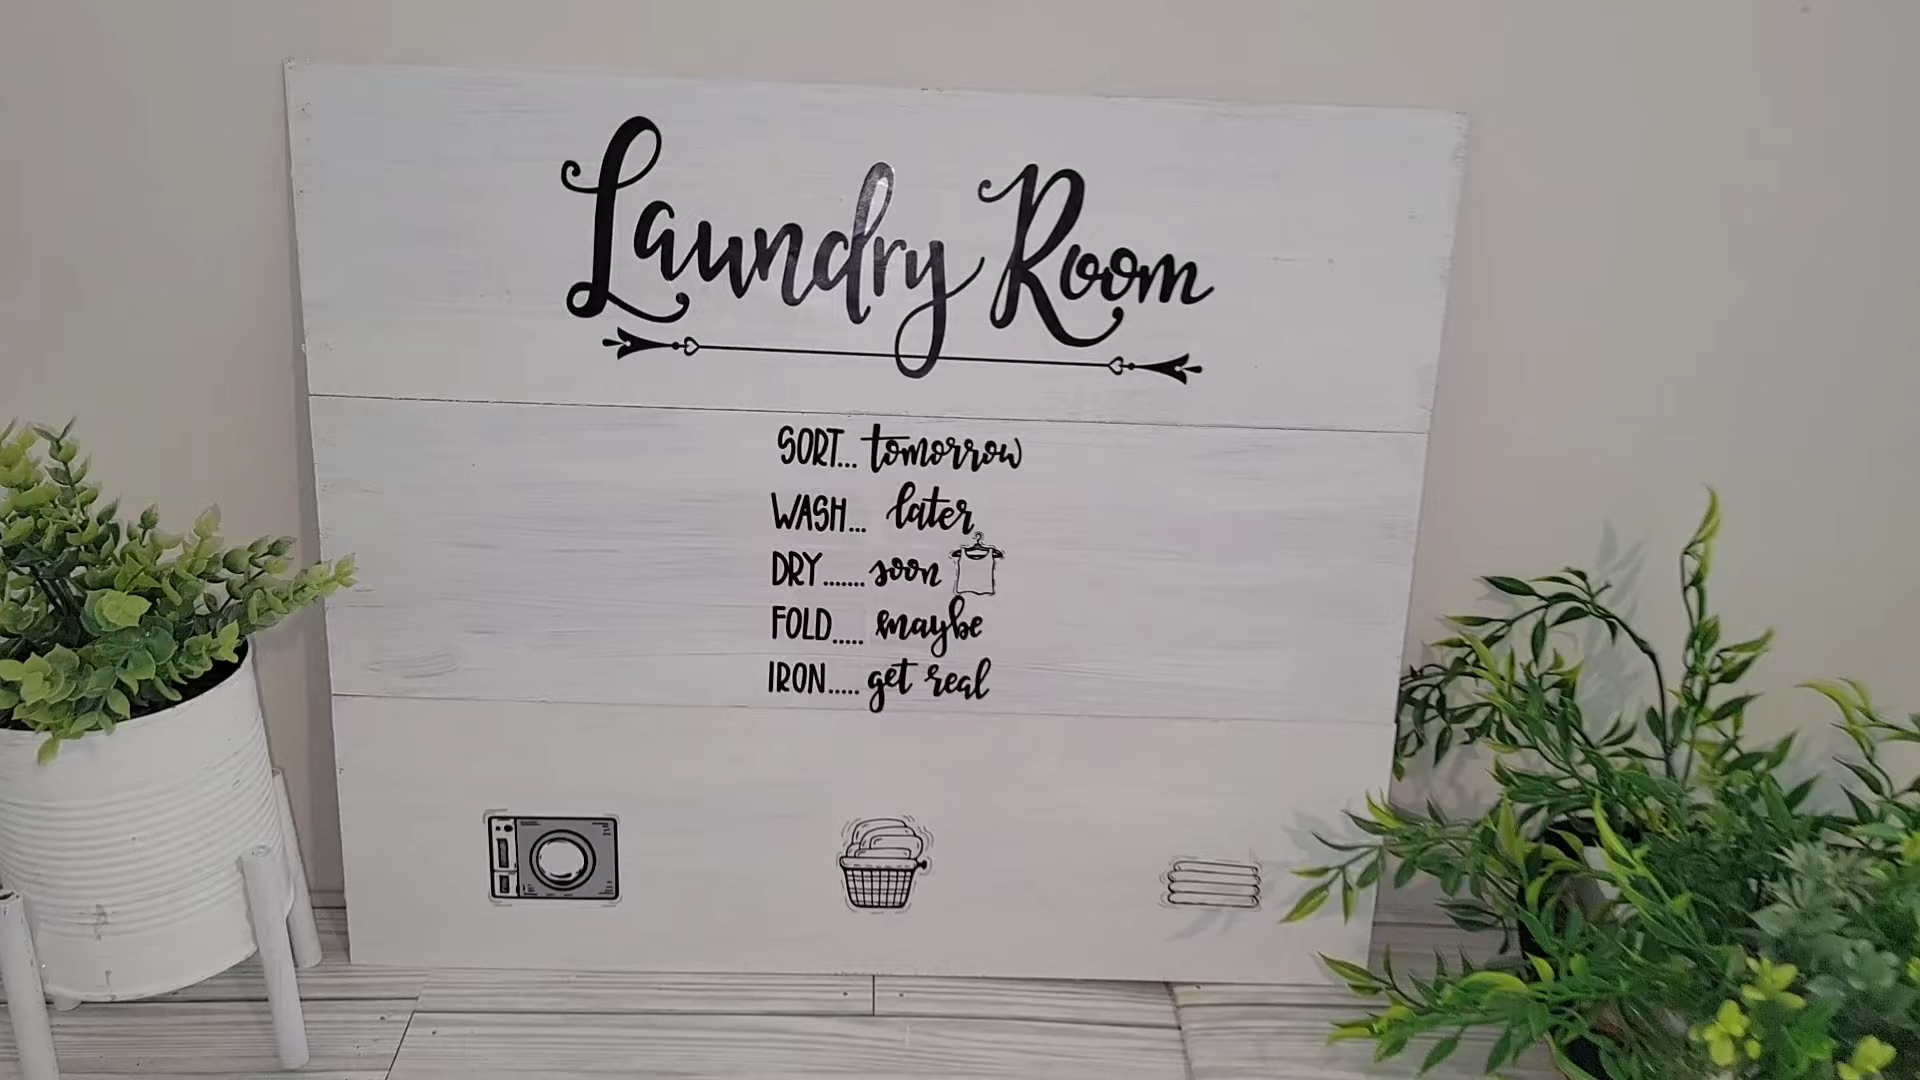 Laundry Room
SORT... tomorrow
WASH... later
DRY....... soon
FOLD..... maybe
IRON..... get real